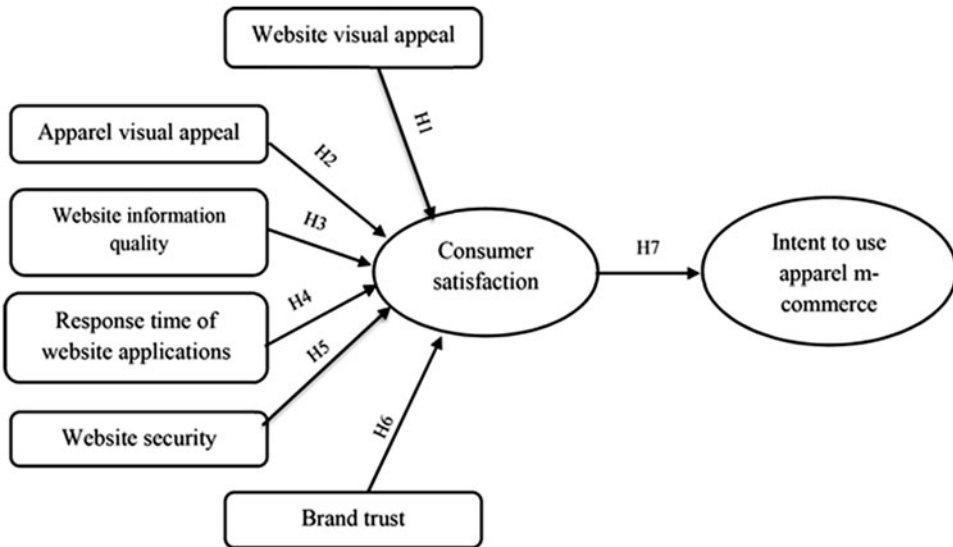 Website visual appeal
H1
Apparel visual appeal
H2
Website information
quality
H3
Response time of
website applications
H4
Website security
H5
Brand trust
H6
Consumer
satisfaction
H7
Intent to use
apparel m-
commerce